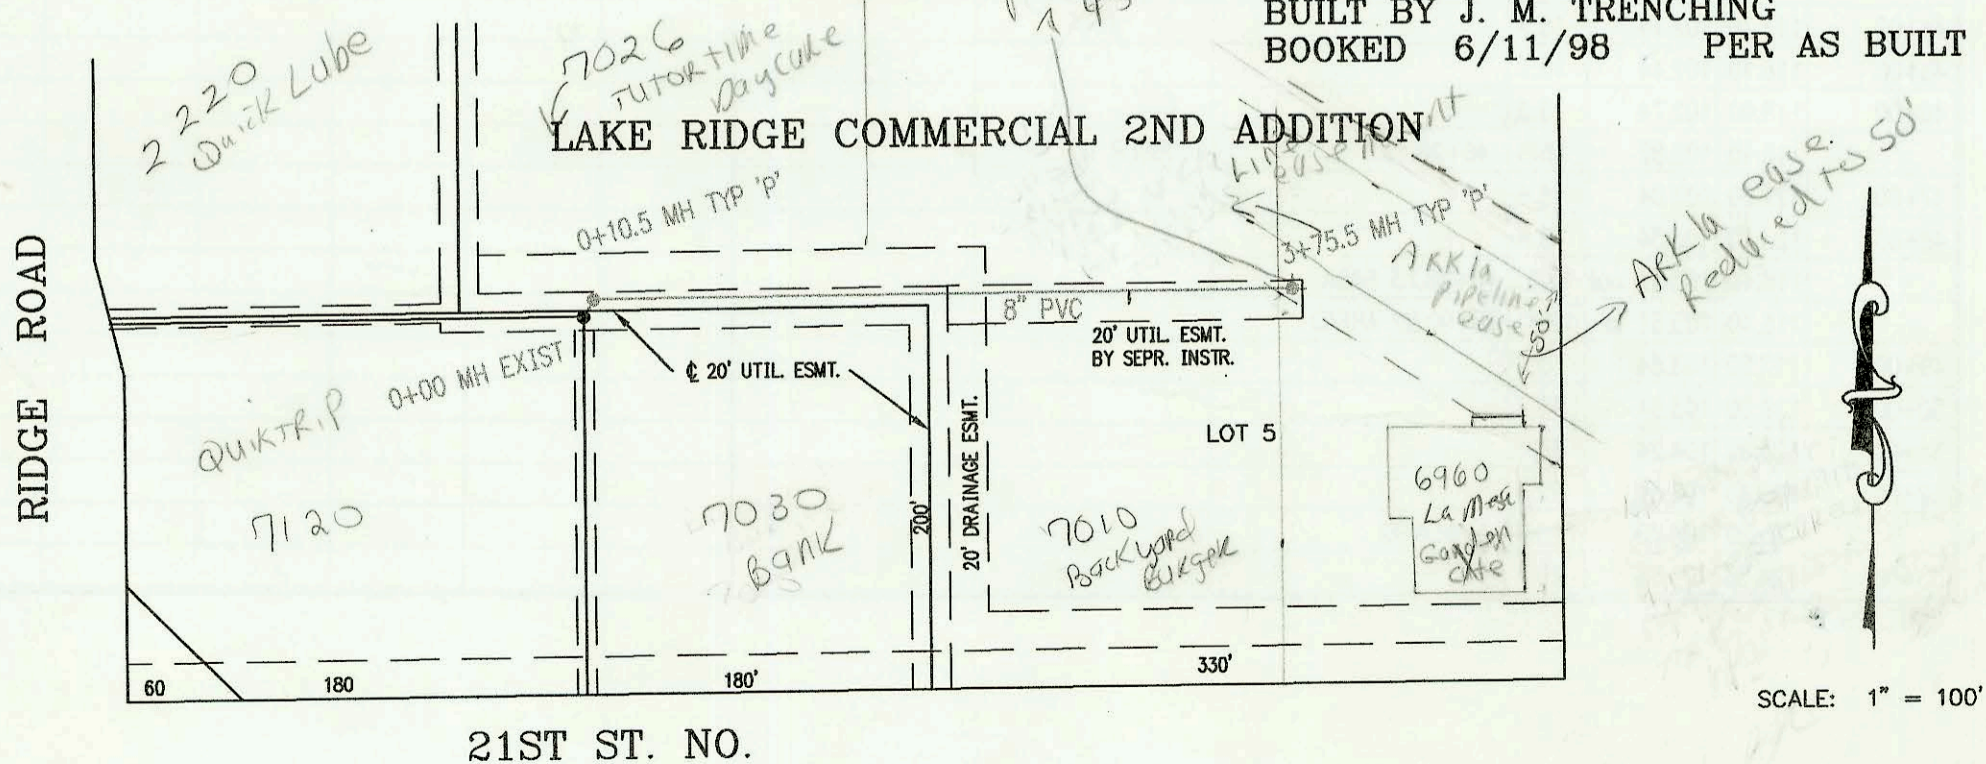 BUILT BY J. M. TRENCHING
BOOKED 6/11/98 PER AS BUILT
2220
Quick Lube
7026
TUTOR TIME
DayCare
LAKE RIDGE COMMERCIAL 2ND ADDITION
Line
easement
ArKla ease.
Reduced to 50'
0+10.5 MH TYP 'P'
3+75.5 MH TYP 'P'
ARKla
Pipeline
ease
50'
RIDGE ROAD
8" PVC
20' UTIL ESMT.
BY SEPR. INSTR.
℄ 20' UTIL. ESMT.
0+00 MH EXIST
QUIKTRIP
7120
7030
BanK
200'
20' DRAINAGE ESMT.
LOT 5
7010
BackYard
BurgeR
6960
La Mesa
Garden
Cafe
60
180
180'
330'
SCALE: 1" = 100'
21ST ST. NO.